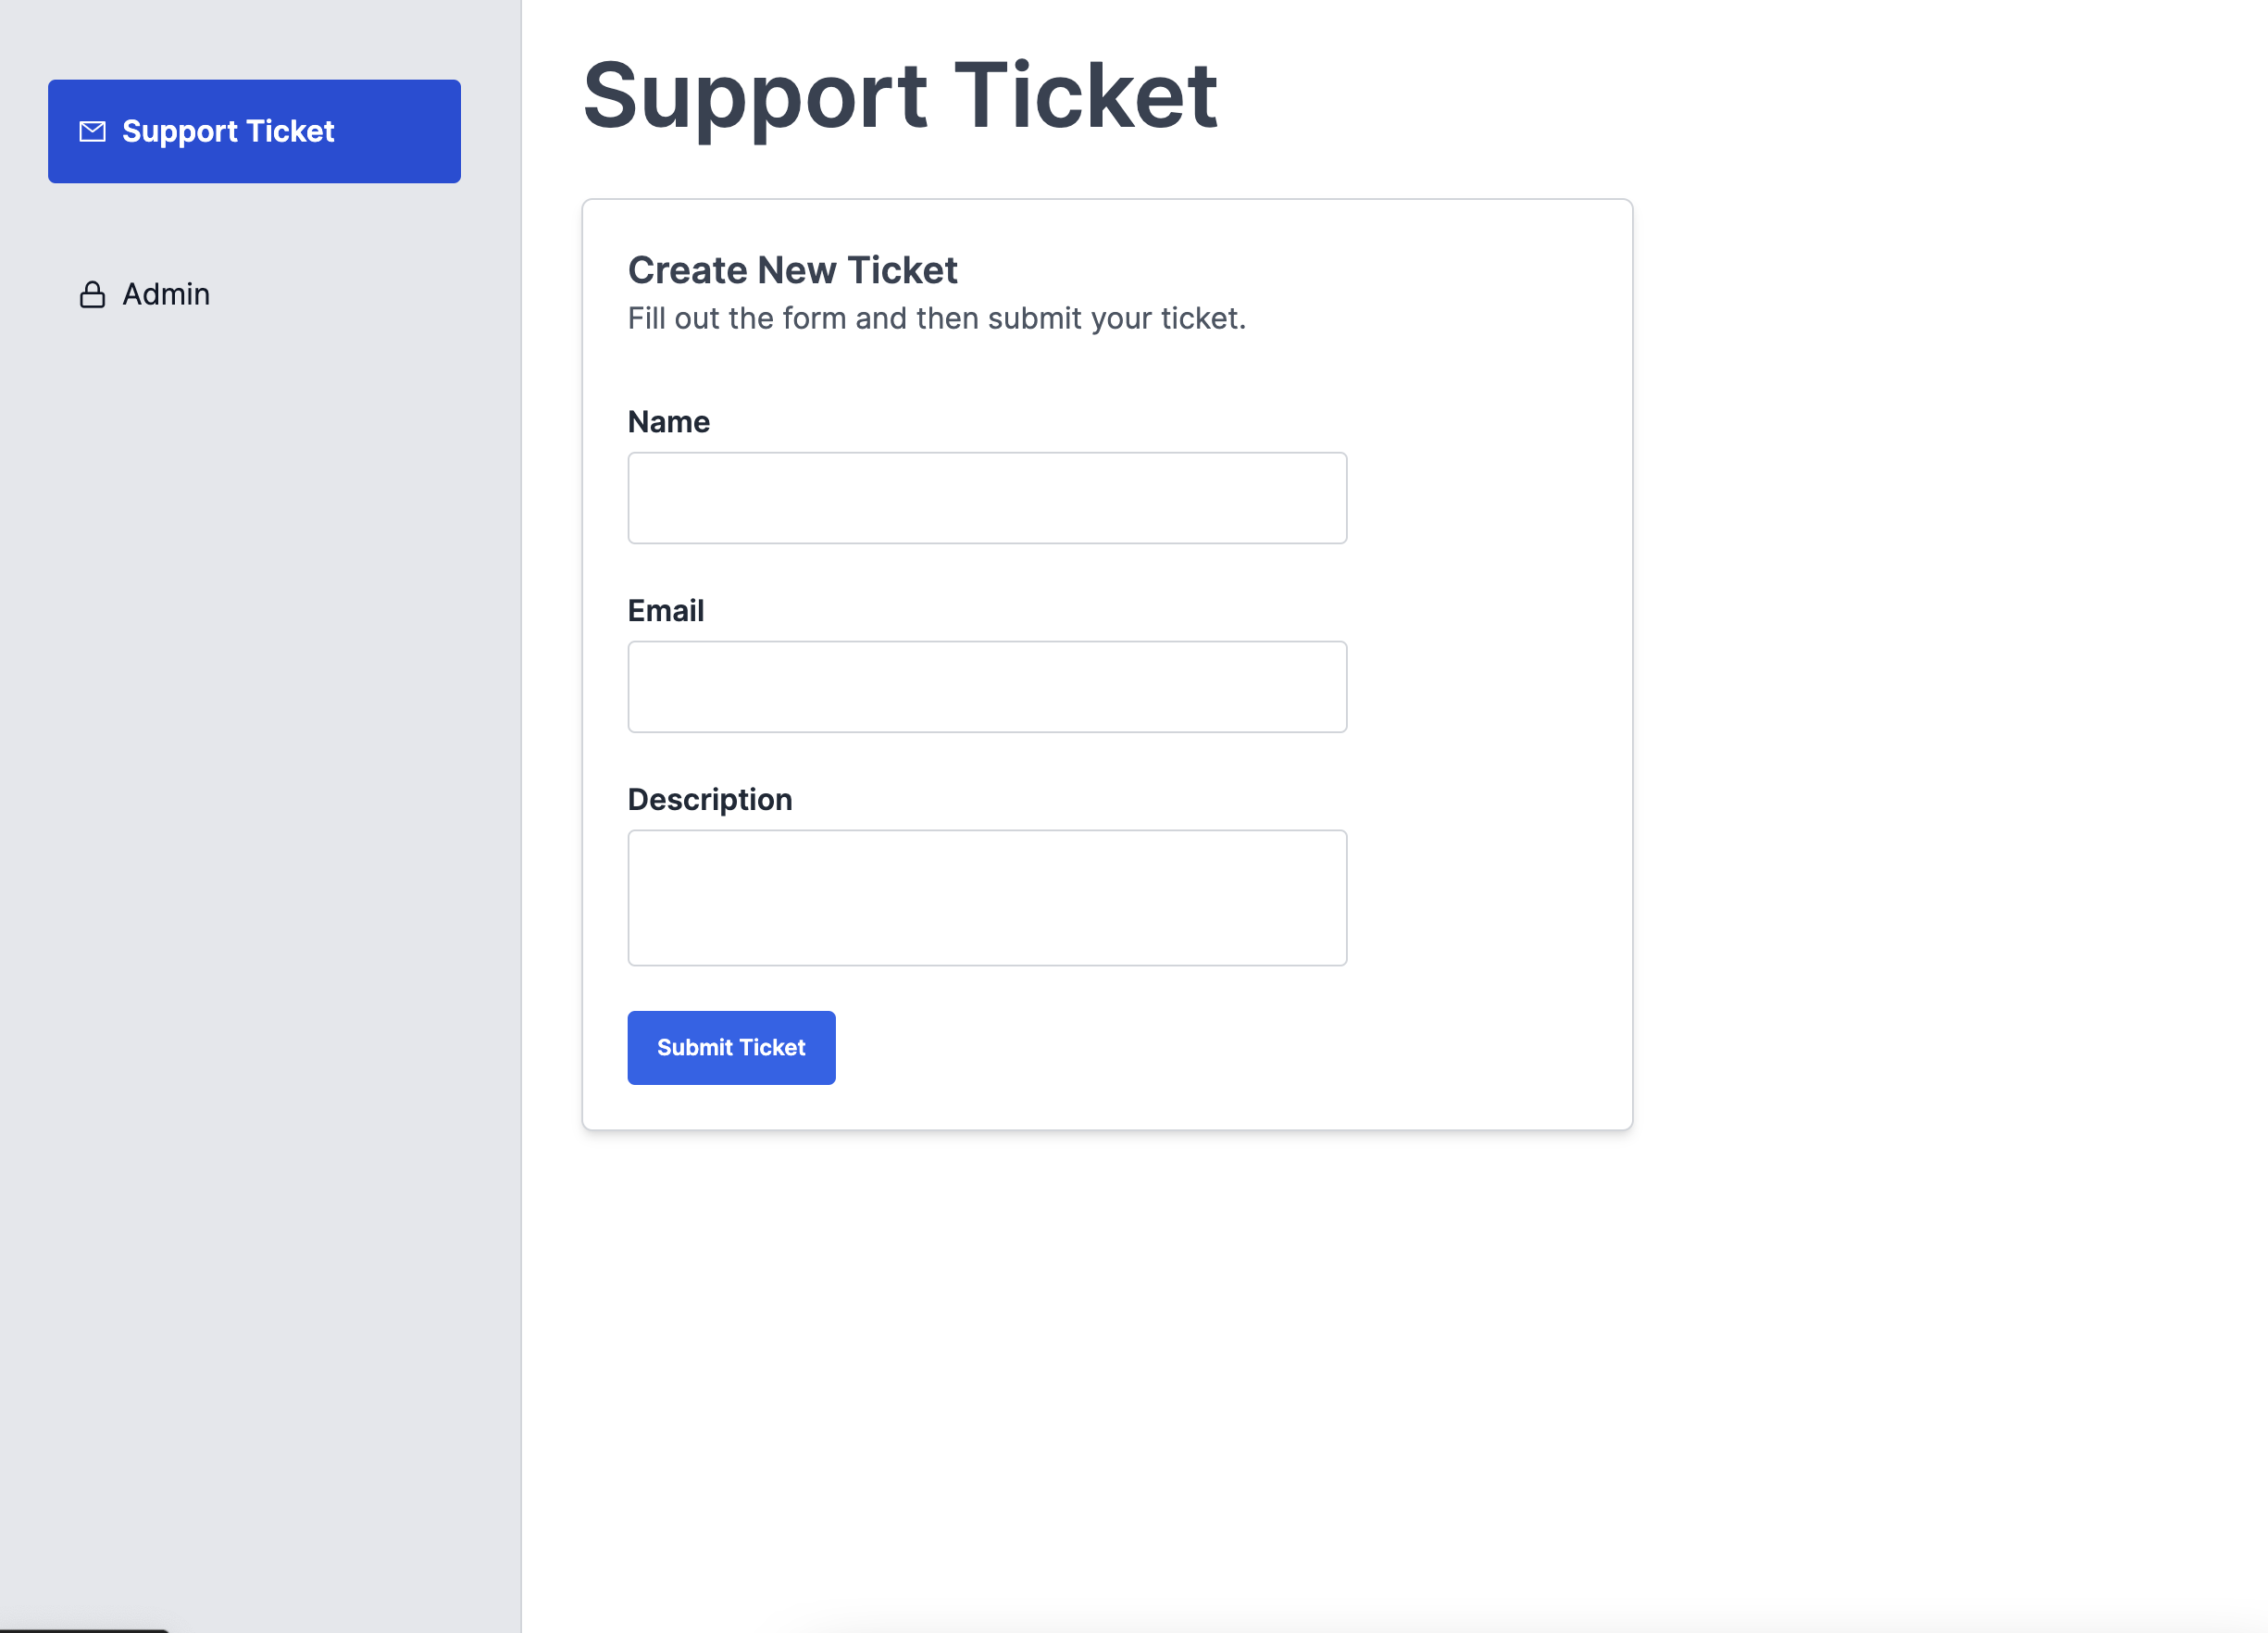 Support Ticket
Admin
Support Ticket
Create New Ticket
Fill out the form and then submit your ticket.
Name
Email
Description
Submit Ticket